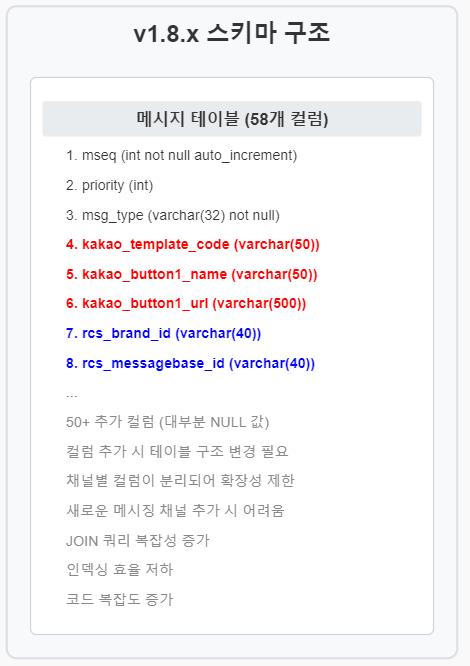 v1.8.x 스키마 구조
메시지 테이블 (58개 컬럼)
1. mseq (int not null auto_increment)
2. priority (int)
3. msg_type (varchar(32) not null)
4. kakao_template_code (varchar(50))
5. kakao_button1_name (varchar(50))
6. kakao_button1_url (varchar(500))
7. rcs_brand_id (varchar(40))
8. rcs_messagebase_id (varchar(40))
...
50+ 추가 컬럼 (대부분 NULL 값)
컬럼 추가 시 테이블 구조 변경 필요
채널별 컬럼이 분리되어 확장성 제한
새로운 메시징 채널 추가 시 어려움
JOIN 쿼리 복잡성 증가
인덱싱 효율 저하
코드 복잡도 증가